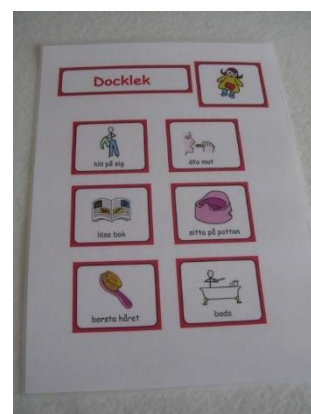 Docklek
klä på sig
äta mat
läsa bok
sitta på pottan
borsta håret
bada